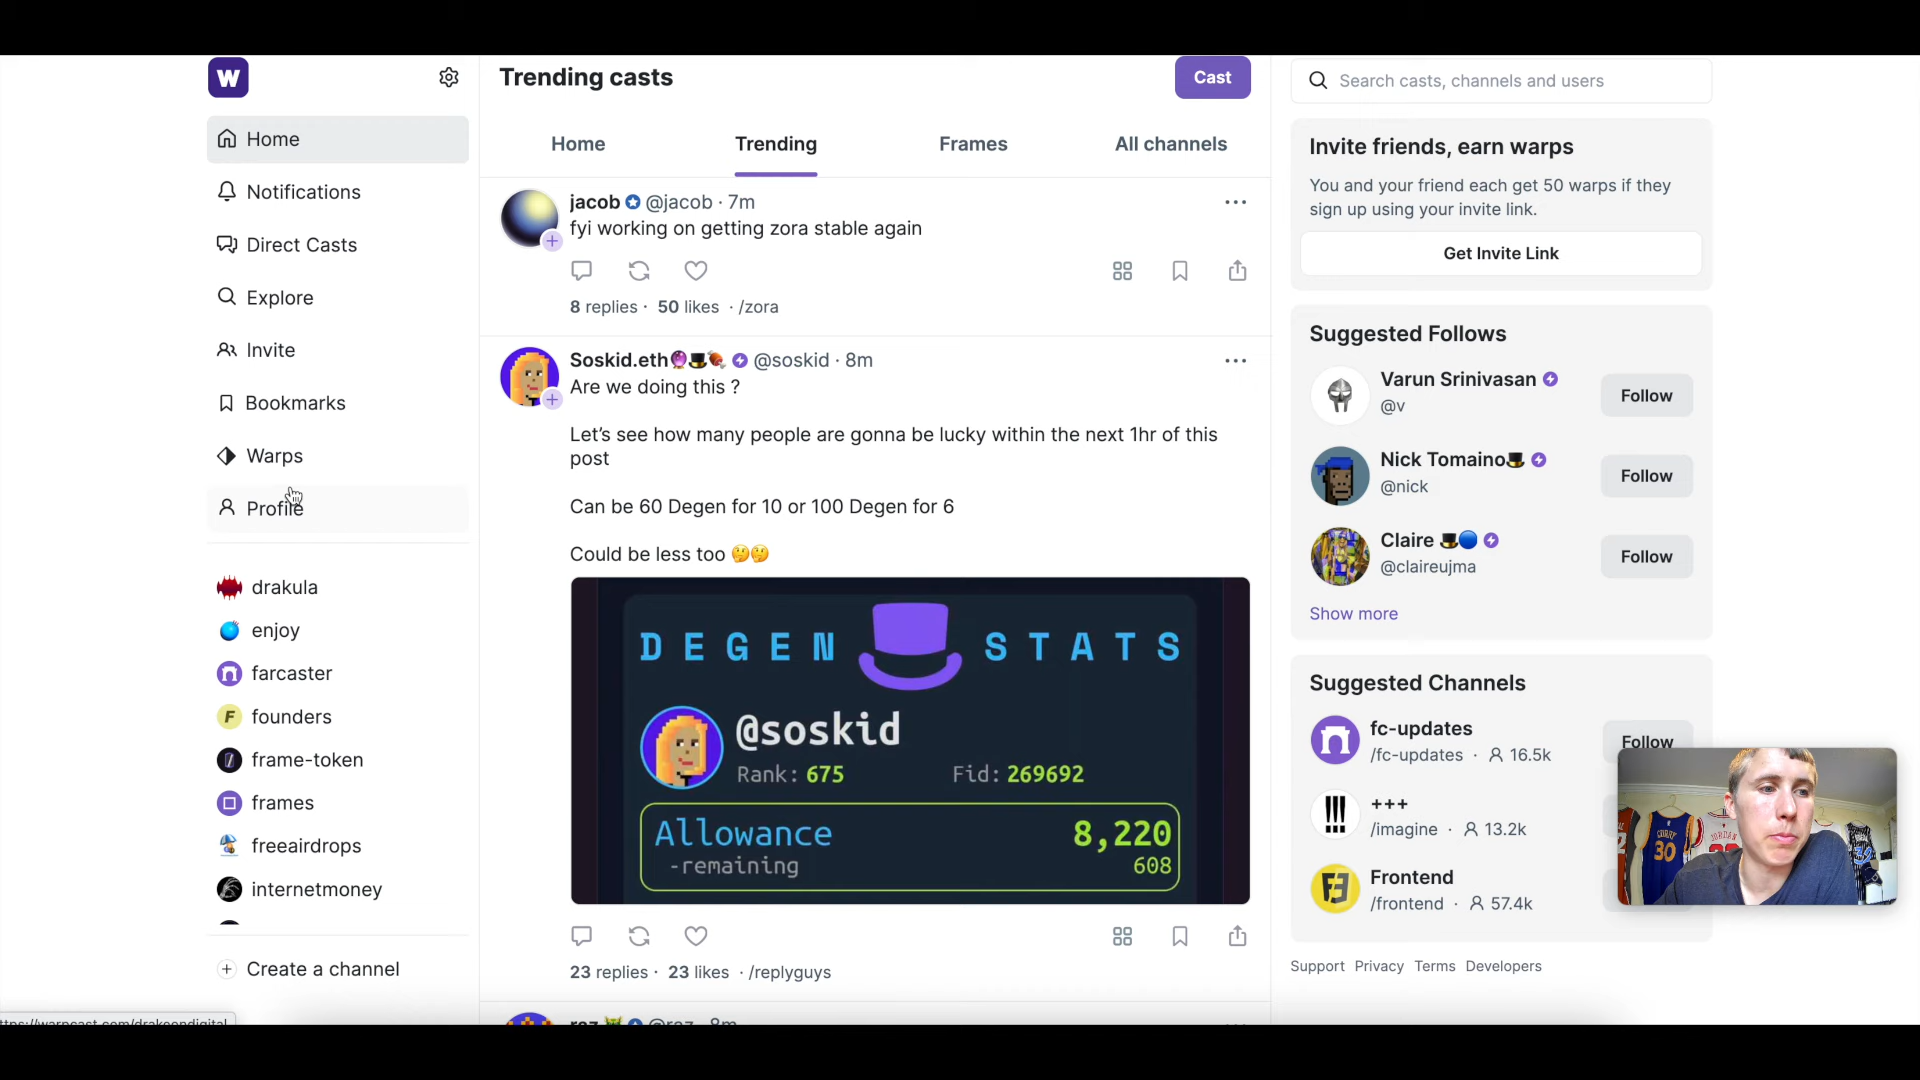 W
Trending casts
Cast
Search casts, channels and users
Home
Notifications
Direct Casts
Explore
Invite
Bookmarks
Warps
Profile
drakula
enjoy
farcaster
founders
frame-token
frames
freeairdrops
internetmoney
Create a channel
Home Trending Frames All channels
jacob @jacob · 7m
fyi working on getting zora stable again
8 replies · 50 likes · /zora
Soskid.eth @soskid · 8m
Are we doing this ?
Let’s see how many people are gonna be lucky within the next 1hr of this
post
Can be 60 Degen for 10 or 100 Degen for 6
Could be less too 🤔🤔
DEGEN STATS
@soskid
Rank: 675 Fid: 269692
Allowance 8,220
-remaining 608
23 replies · 23 likes · /replyguys
raz @raz · 8m
Invite friends, earn warps
You and your friend each get 50 warps if they
sign up using your invite link.
Get Invite Link
Suggested Follows
Varun Srinivasan
@v
Follow
Nick Tomaino
@nick
Follow
Claire
@claireujma
Follow
Show more
Suggested Channels
fc-updates
/fc-updates · 16.5k
Follow
+++
/imagine · 13.2k
Frontend
/frontend · 57.4k
Support Privacy Terms Developers
CURRY
30
JORDAN